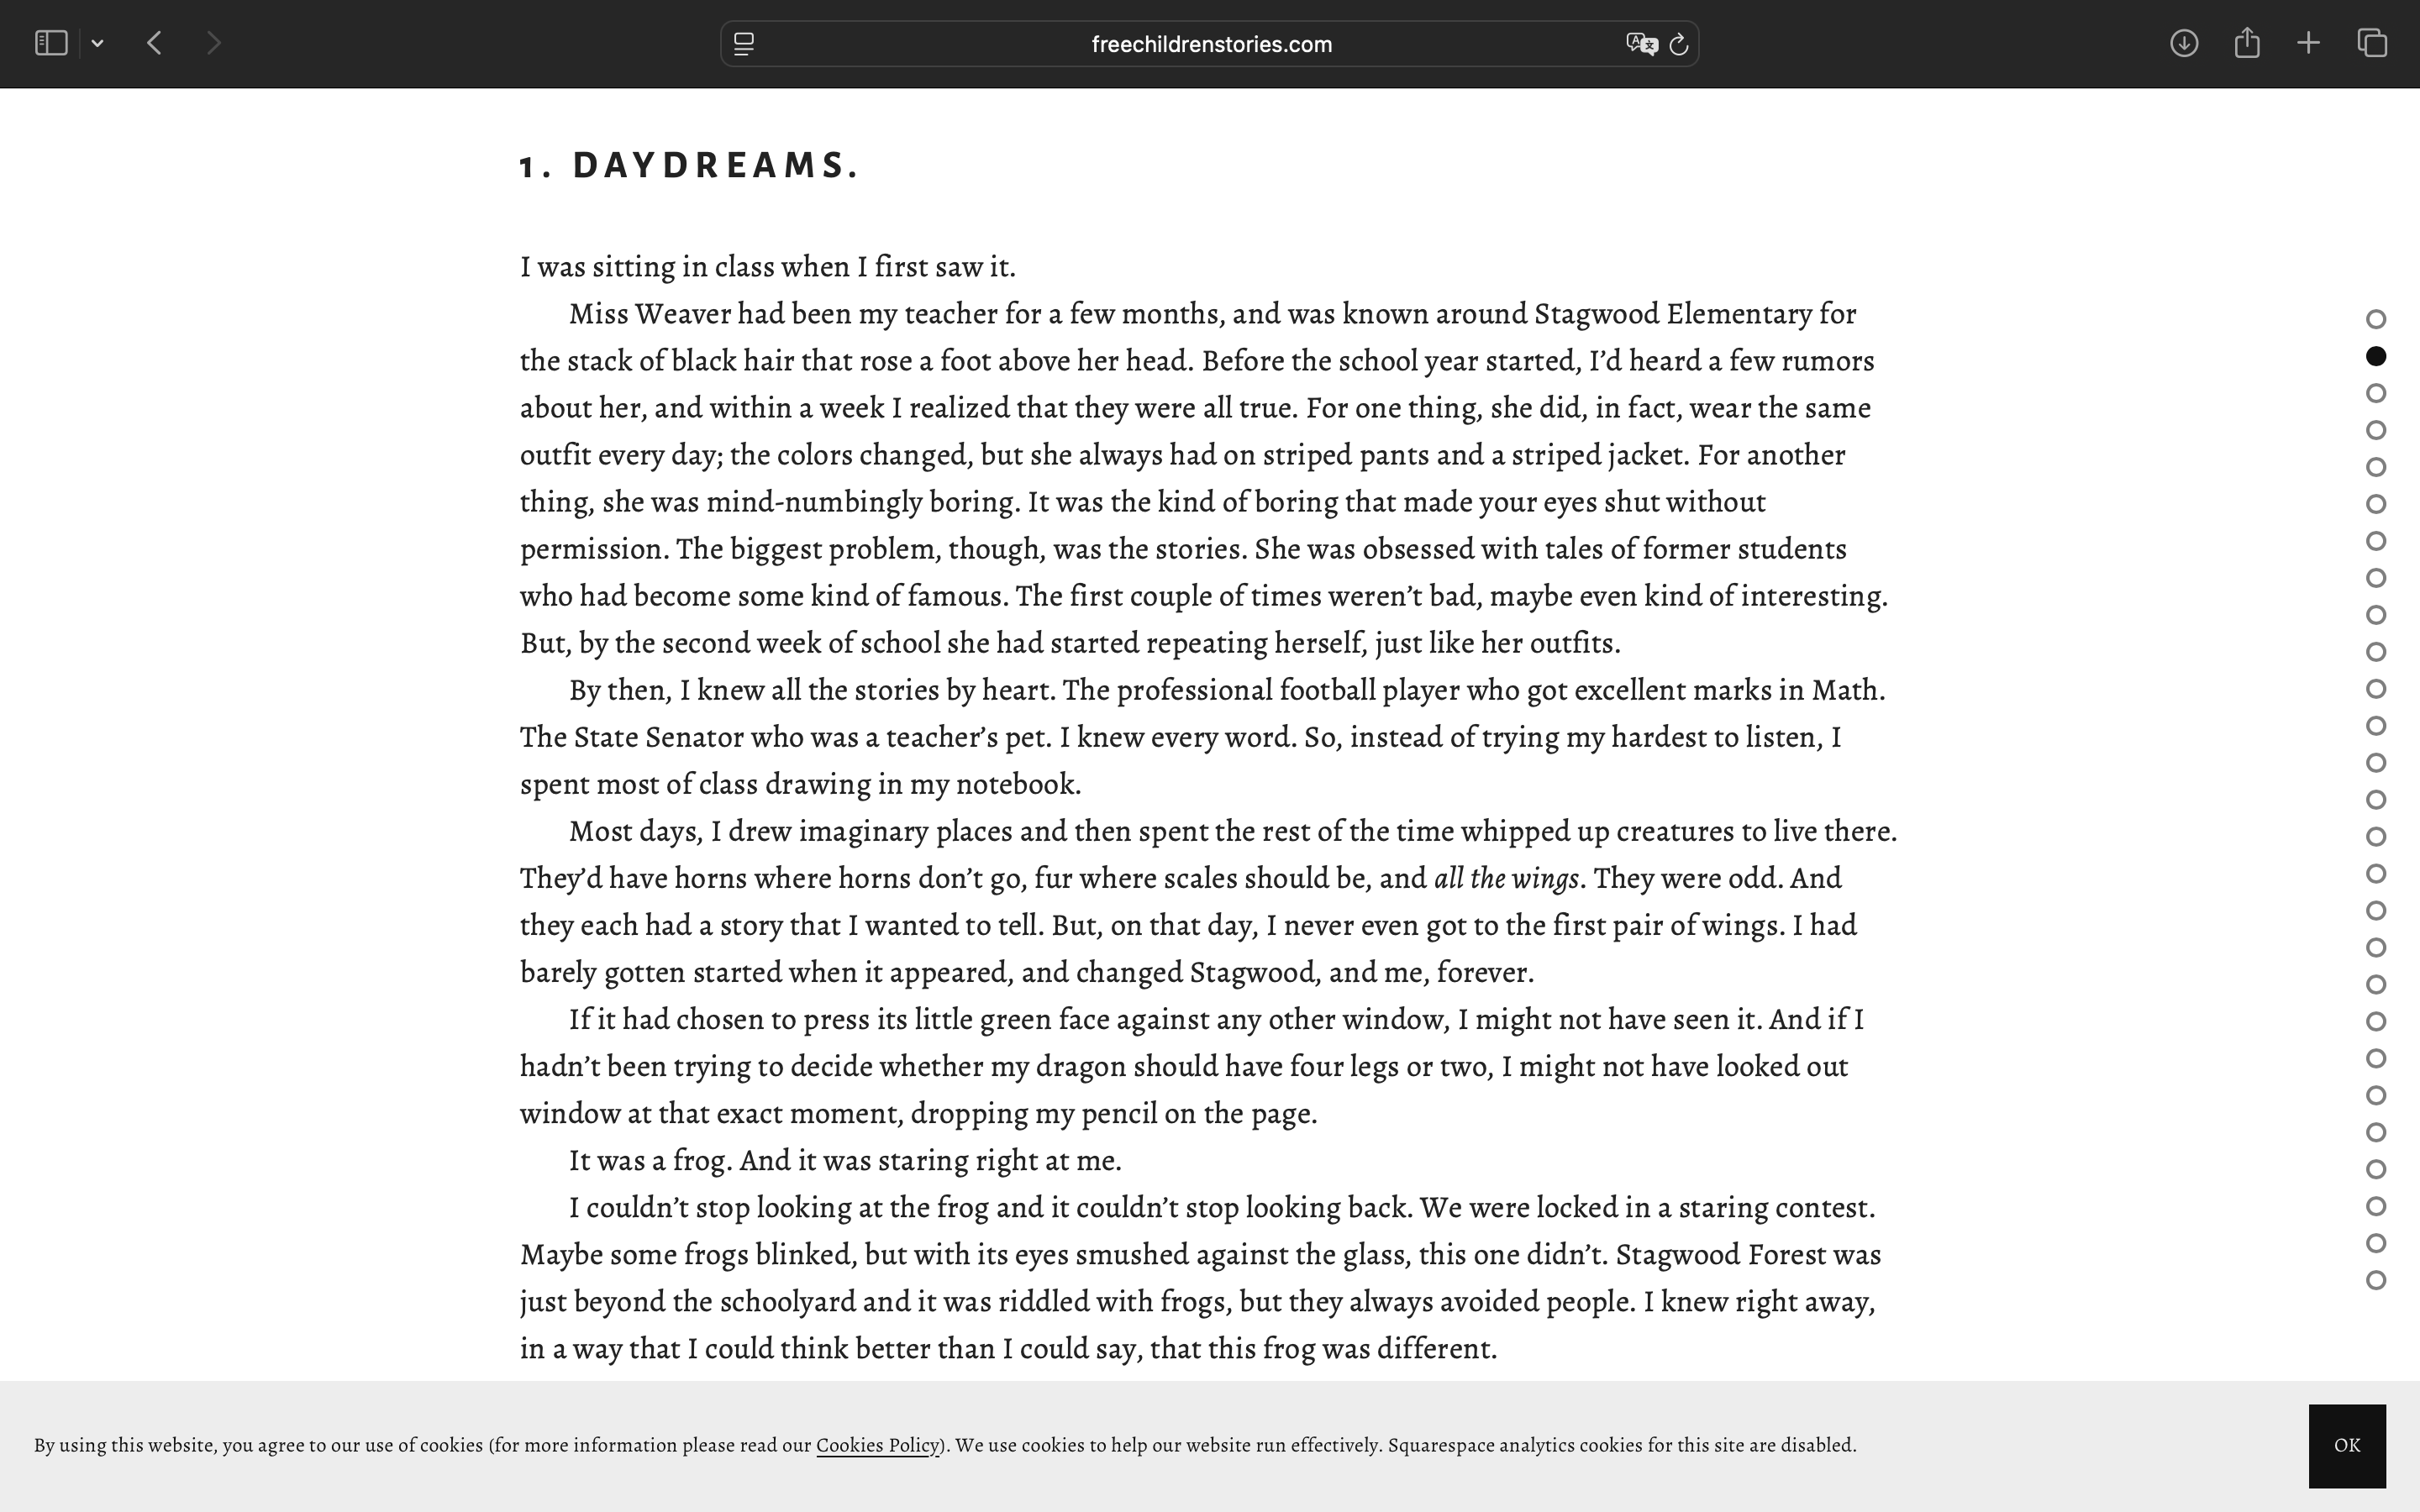 freechildrenstories.com
1. DAYDREAMS.
I was sitting in class when I first saw it.
Miss Weaver had been my teacher for a few months, and was known around Stagwood Elementary for
the stack of black hair that rose a foot above her head. Before the school year started, I’d heard a few rumors
about her, and within a week I realized that they were all true. For one thing, she did, in fact, wear the same
outfit every day; the colors changed, but she always had on striped pants and a striped jacket. For another
thing, she was mind-numbingly boring. It was the kind of boring that made your eyes shut without
permission. The biggest problem, though, was the stories. She was obsessed with tales of former students
who had become some kind of famous. The first couple of times weren’t bad, maybe even kind of interesting.
But, by the second week of school she had started repeating herself, just like her outfits.
By then, I knew all the stories by heart. The professional football player who got excellent marks in Math.
The State Senator who was a teacher’s pet. I knew every word. So, instead of trying my hardest to listen, I
spent most of class drawing in my notebook.
Most days, I drew imaginary places and then spent the rest of the time whipped up creatures to live there.
They’d have horns where horns don’t go, fur where scales should be, and all the wings. They were odd. And
they each had a story that I wanted to tell. But, on that day, I never even got to the first pair of wings. I had
barely gotten started when it appeared, and changed Stagwood, and me, forever.
If it had chosen to press its little green face against any other window, I might not have seen it. And if I
hadn’t been trying to decide whether my dragon should have four legs or two, I might not have looked out
window at that exact moment, dropping my pencil on the page.
It was a frog. And it was staring right at me.
I couldn’t stop looking at the frog and it couldn’t stop looking back. We were locked in a staring contest.
Maybe some frogs blinked, but with its eyes smushed against the glass, this one didn’t. Stagwood Forest was
just beyond the schoolyard and it was riddled with frogs, but they always avoided people. I knew right away,
in a way that I could think better than I could say, that this frog was different.
By using this website, you agree to our use of cookies (for more information please read our Cookies Policy). We use cookies to help our website run effectively. Squarespace analytics cookies for this site are disabled.
OK